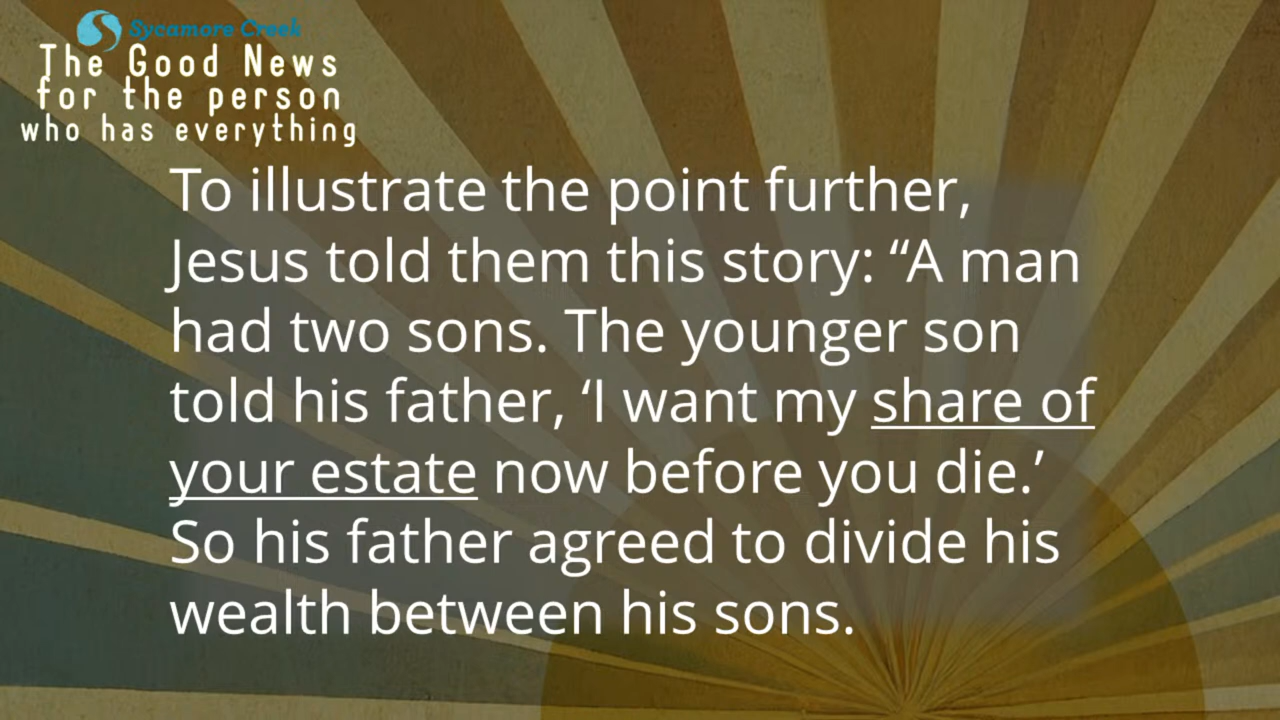 Sycamore Creek
The Good News
for the person
who has everything
To illustrate the point further,
Jesus told them this story: “A man
had two sons. The younger son
told his father, ‘I want my share of
your estate now before you die.’
So his father agreed to divide his
wealth between his sons.